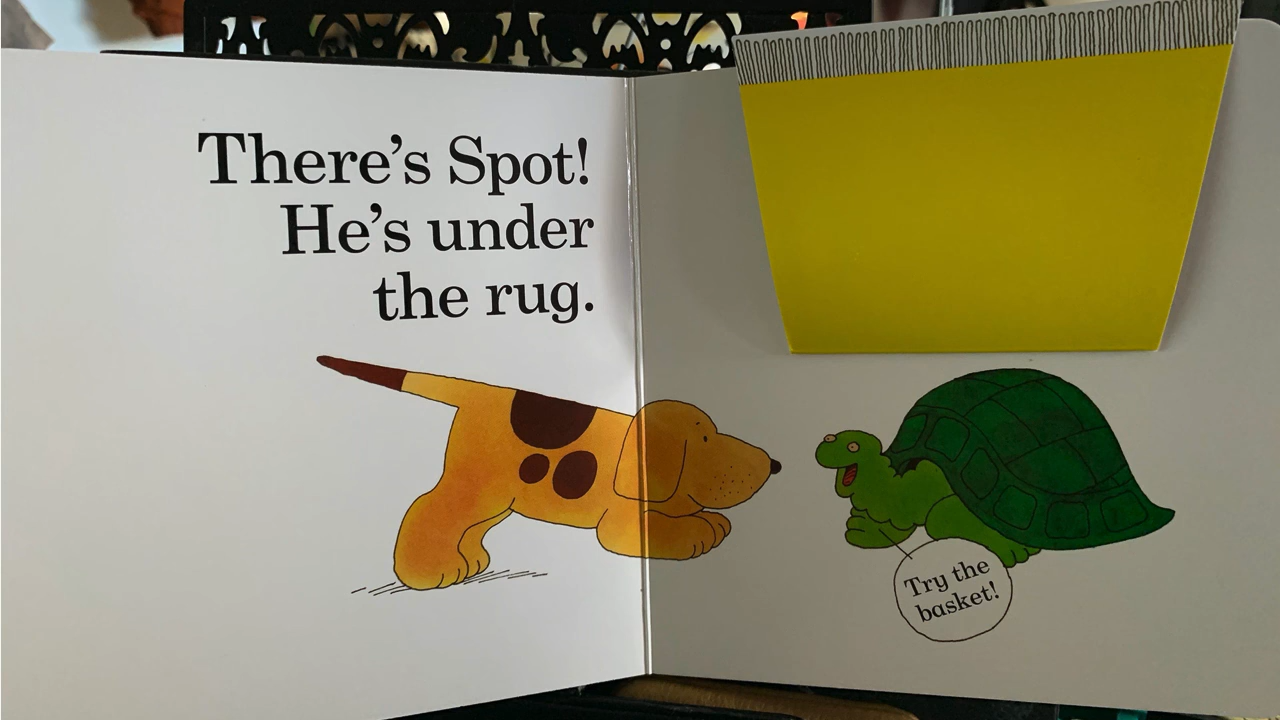 There’s Spot!
He’s under
the rug.
Try the
basket!